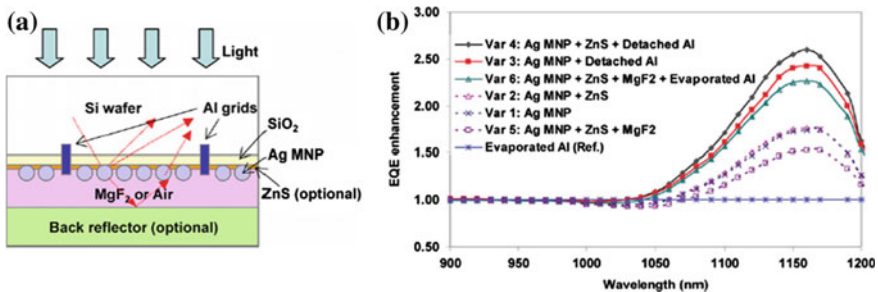 (a)
Light
Si wafer
Al grids
SiO₂
Ag MNP
MgF₂ or Air
ZnS (optional)
Back reflector (optional)
(b)
3.00
2.50
2.00
1.50
1.00
0.50
EQE enhancement
Var 4: Ag MNP + ZnS + Detached Al
Var 3: Ag MNP + Detached Al
Var 6: Ag MNP + ZnS + MgF2 + Evaporated Al
Var 2: Ag MNP + ZnS
Var 1: Ag MNP
Var 5: Ag MNP + ZnS + MgF2
Evaporated Al (Ref.)
900
950
1000
1050
1100
1150
1200
Wavelength (nm)